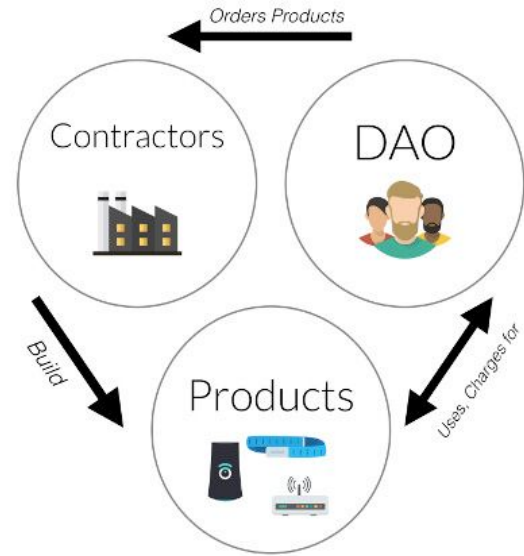 Orders Products
Contractors
DAO
Build
Products
Uses, Charges for